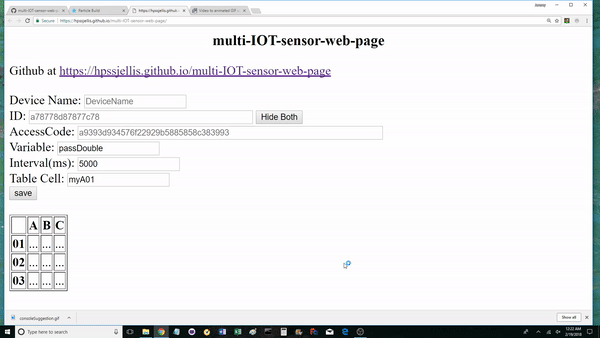 multi-IOT-sensor-web-p
Particle Build
https://hpssjellis.github.io
Video to animated GIF
Jeremy
Secure https://hpssjellis.github.io/multi-IOT-sensor-web-page/
multi-IOT-sensor-web-page
Github at https://hpssjellis.github.io/multi-IOT-sensor-web-page
Device Name: DeviceName
ID: a78778d87877c78 Hide Both
AccessCode: a9393d934576f22929b5885858c383993
Variable: passDouble
Interval(ms): 5000
Table Cell: myA01
save
A B C
01 ... ... ...
02 ... ... ...
03 ... ... ...
consoleSuggestion.gif
Show all
Type here to search
12:22 AM
2/19/2018